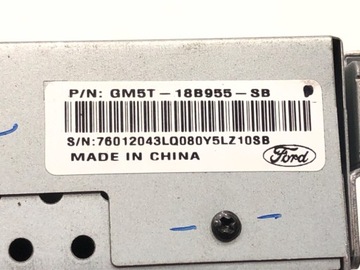 P/N: GM5T-18B955-SB
S/N:76012043LQ080Y5LZ10SB
MADE IN CHINA
Ford